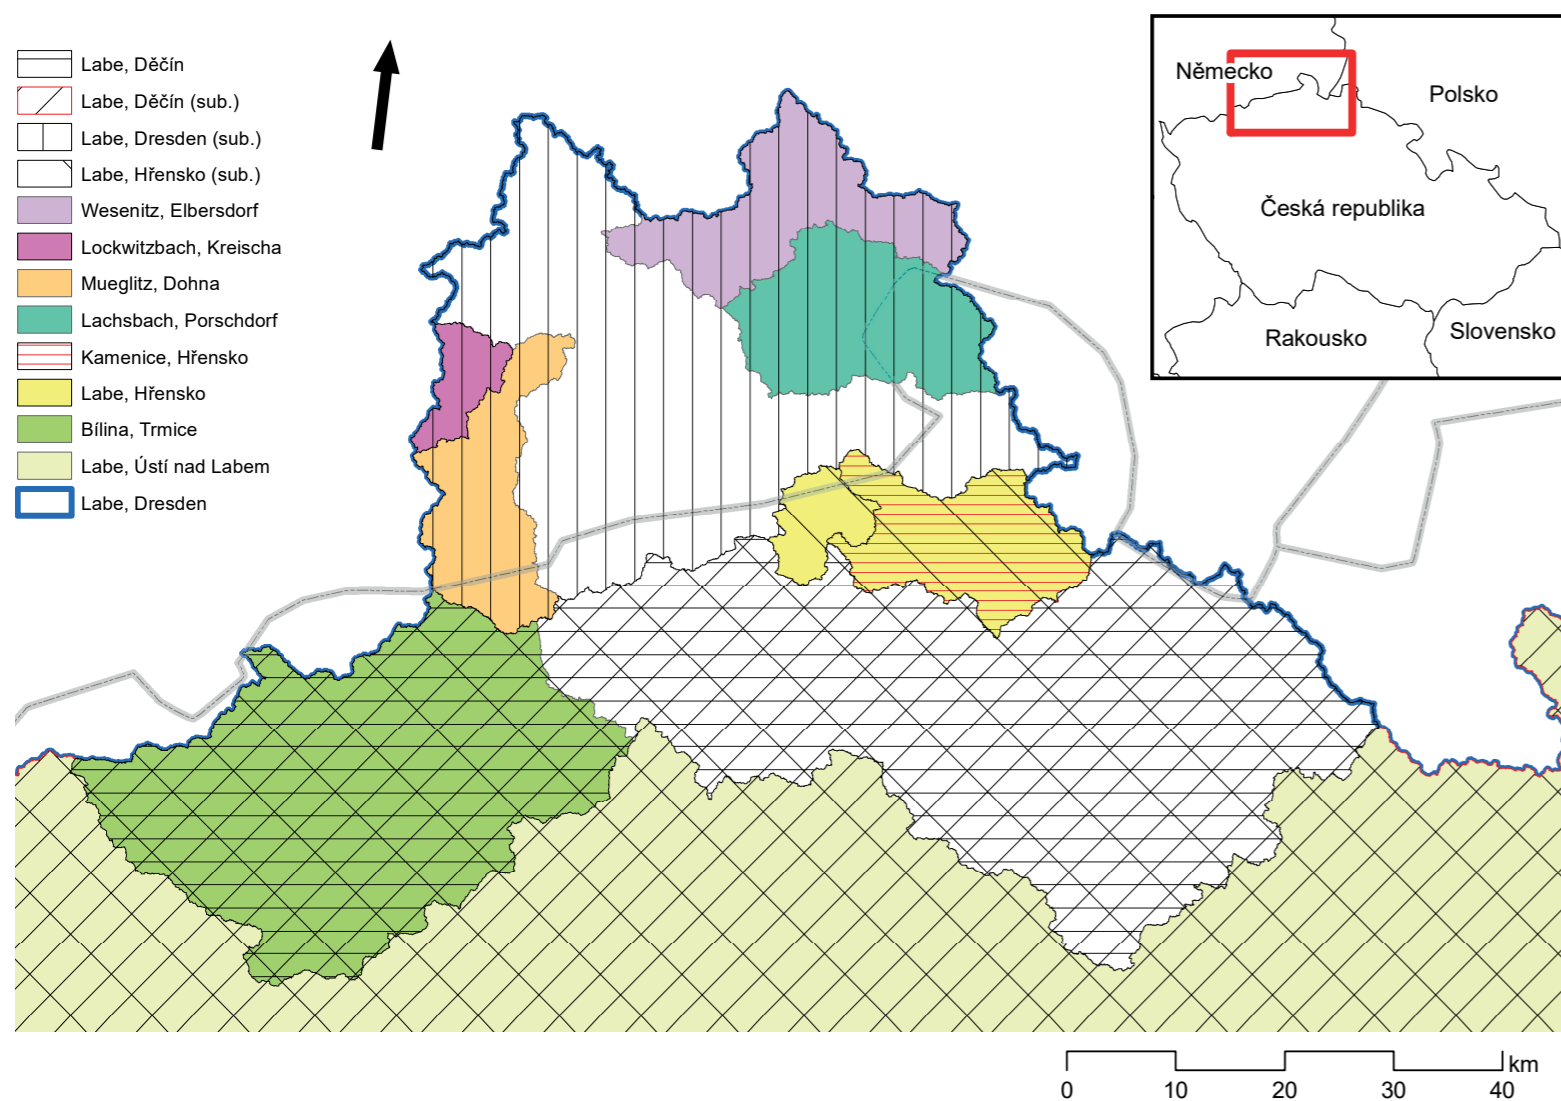 Labe, Děčín
Labe, Děčín (sub.)
Labe, Dresden (sub.)
Labe, Hřensko (sub.)
Wesenitz, Elbersdorf
Lockwitzbach, Kreischa
Mueglitz, Dohna
Lachsbach, Porschdorf
Kamenice, Hřensko
Labe, Hřensko
Bílina, Trmice
Labe, Ústí nad Labem
Labe, Dresden
Německo
Polsko
Česká republika
Rakousko
Slovensko
km
0 10 20 30 40